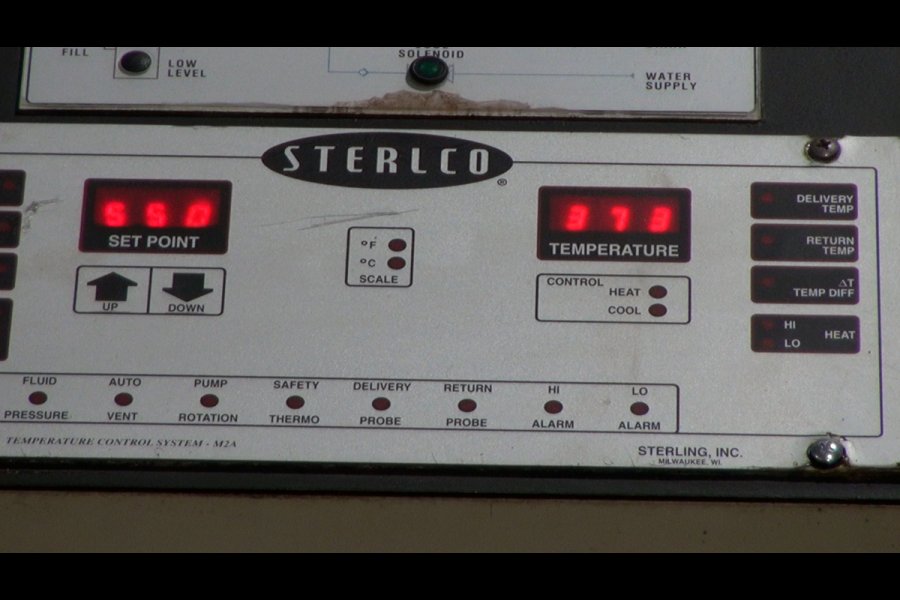 FILL
LOW
LEVEL
SOLENOID
WATER
SUPPLY
STERLCO®
SET POINT
373
TEMPERATURE
UP
DOWN
°F
°C
SCALE
CONTROL
HEAT
COOL
DELIVERY
TEMP
RETURN
TEMP
ΔT
TEMP DIFF
HI
LO
HEAT
FLUID
PRESSURE
AUTO
VENT
PUMP
ROTATION
SAFETY
THERMO
DELIVERY
PROBE
RETURN
PROBE
HI
ALARM
LO
ALARM
TEMPERATURE CONTROL SYSTEM - M2A
STERLING, INC.
MILWAUKEE, WI.